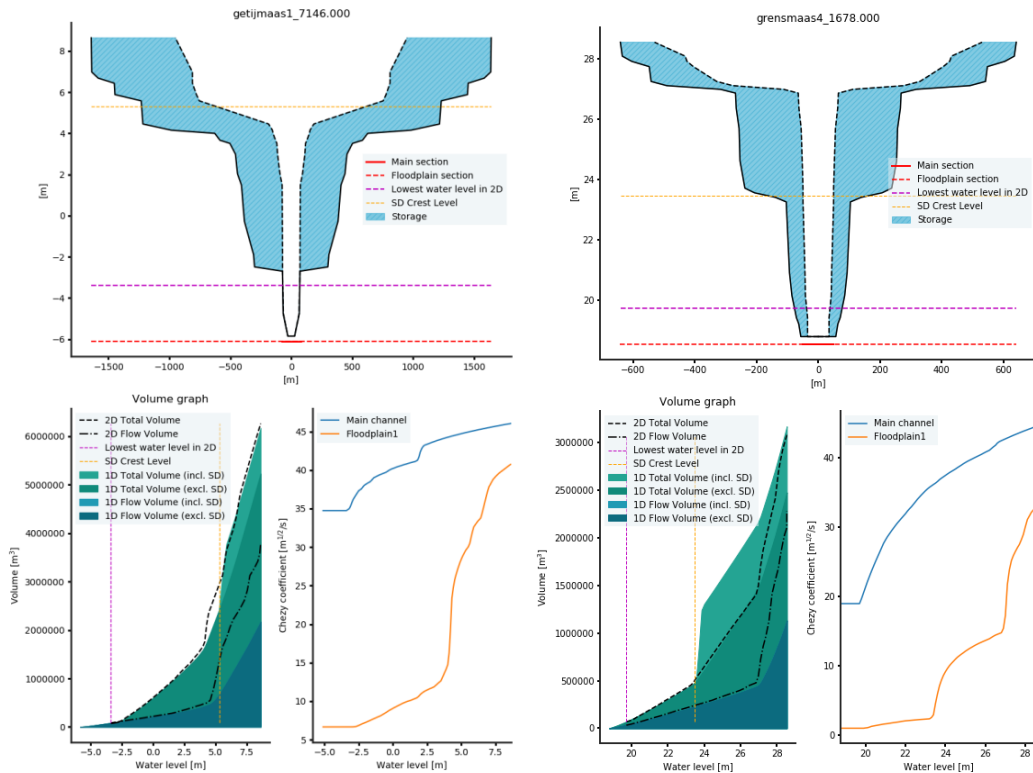 getijmaas1_7146.000
8
6
4
2
0
−2
−4
−6
[m]
Main section
Floodplain section
Lowest water level in 2D
SD Crest Level
Storage
−1500
−1000
−500
0
500
1000
1500
[m]
grensmaas4_1678.000
28
26
24
22
20
[m]
Main section
Floodplain section
Lowest water level in 2D
SD Crest Level
Storage
−600
−400
−200
0
200
400
600
[m]
Volume graph
2D Total Volume
2D Flow Volume
Lowest water level in 2D
SD Crest Level
1D Total Volume (incl. SD)
1D Total Volume (excl. SD)
1D Flow Volume (incl. SD)
1D Flow Volume (excl. SD)
6000000
5000000
4000000
3000000
2000000
1000000
0
Volume [m³]
−5.0
−2.5
0.0
2.5
5.0
7.5
Water level [m]
Main channel
Floodplain1
45
40
35
30
25
20
15
10
5
Chezy coefficient [m^1/2/s]
−5.0
−2.5
0.0
2.5
5.0
7.5
Water level [m]
Volume graph
2D Total Volume
2D Flow Volume
Lowest water level in 2D
SD Crest Level
1D Total Volume (incl. SD)
1D Total Volume (excl. SD)
1D Flow Volume (incl. SD)
1D Flow Volume (excl. SD)
3000000
2500000
2000000
1500000
1000000
500000
0
Volume [m³]
20
22
24
26
28
Water level [m]
Main channel
Floodplain1
40
30
20
10
0
Chezy coefficient [m^1/2/s]
20
22
24
26
28
Water level [m]